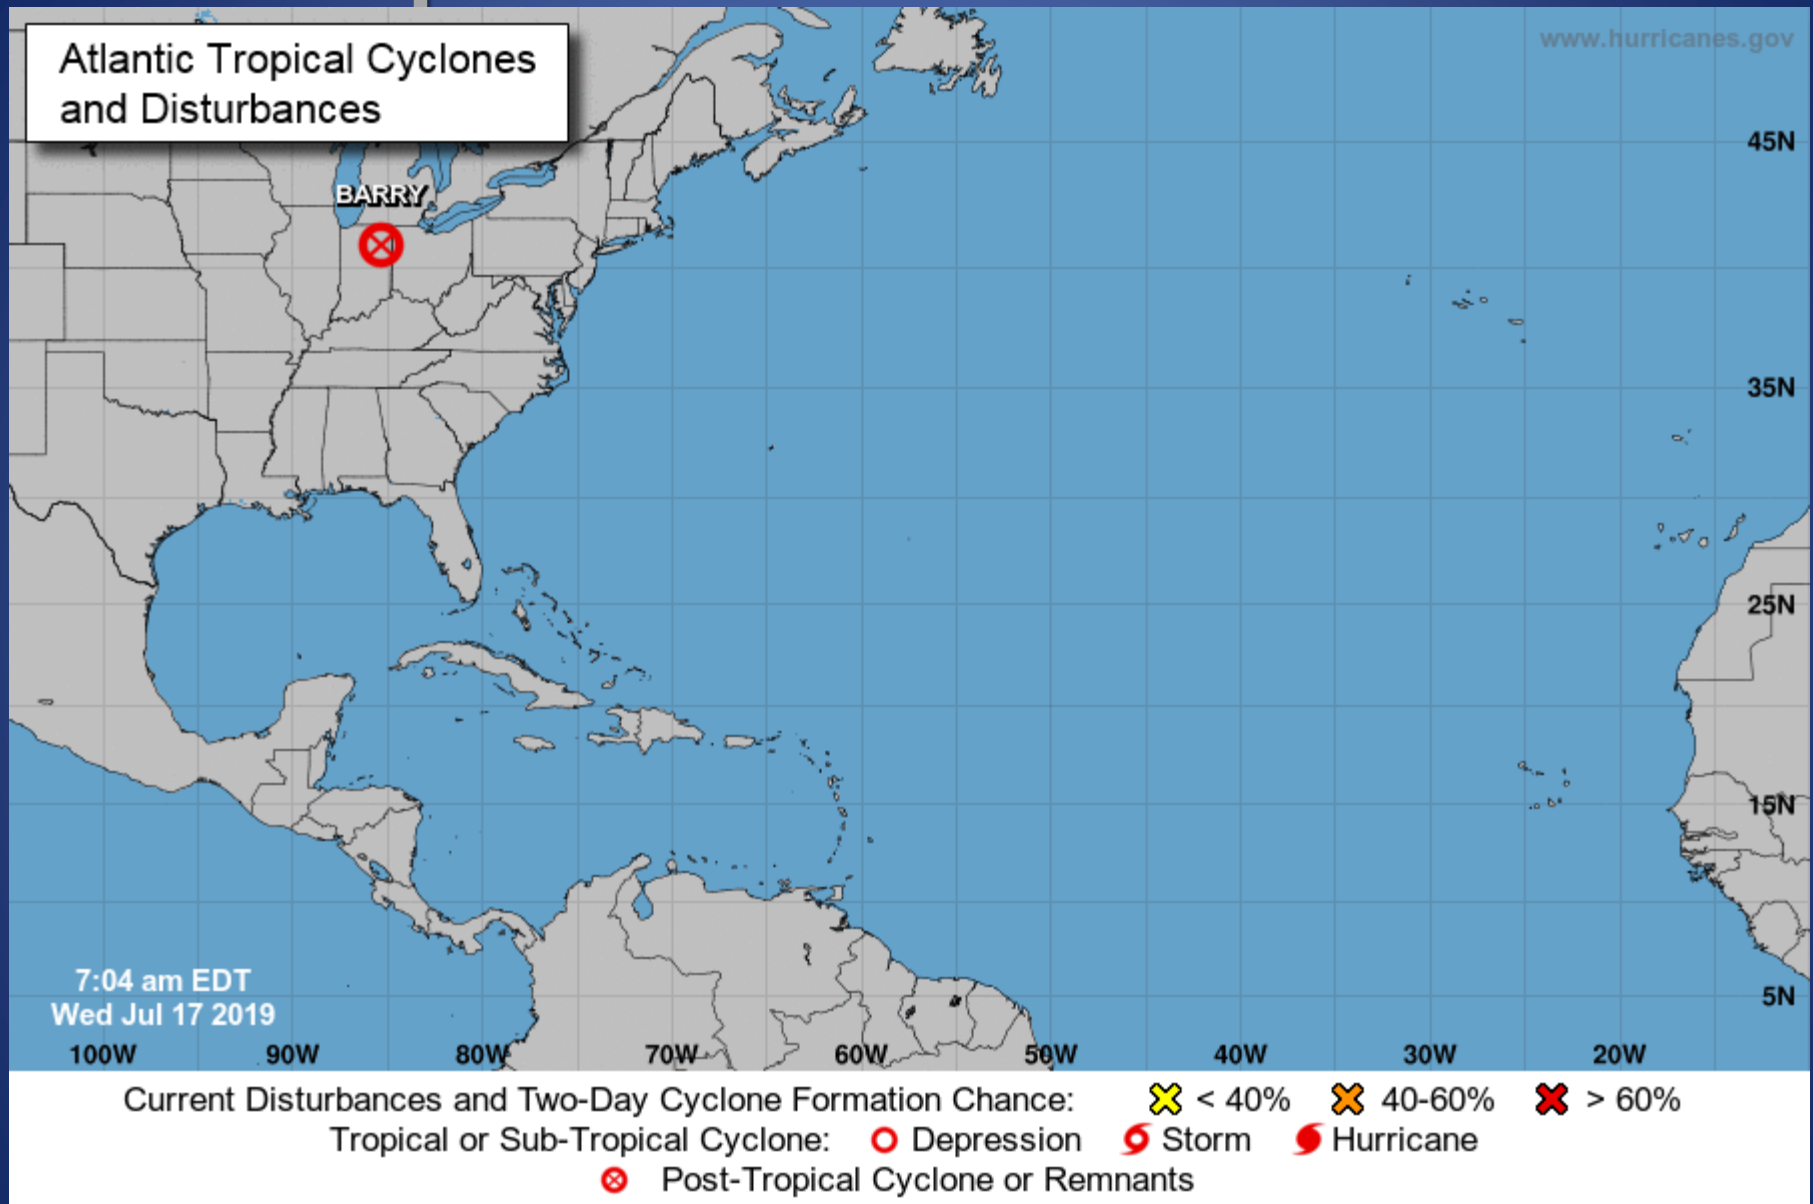 Atlantic Tropical Cyclones
and Disturbances
www.hurricanes.gov
45N
BARRY
35N
25N
15N
5N
7:04 am EDT
Wed Jul 17 2019
100W 90W 80W 70W 60W 50W 40W 30W 20W
Current Disturbances and Two-Day Cyclone Formation Chance: < 40% 40-60% > 60%
Tropical or Sub-Tropical Cyclone: Depression Storm Hurricane
Post-Tropical Cyclone or Remnants